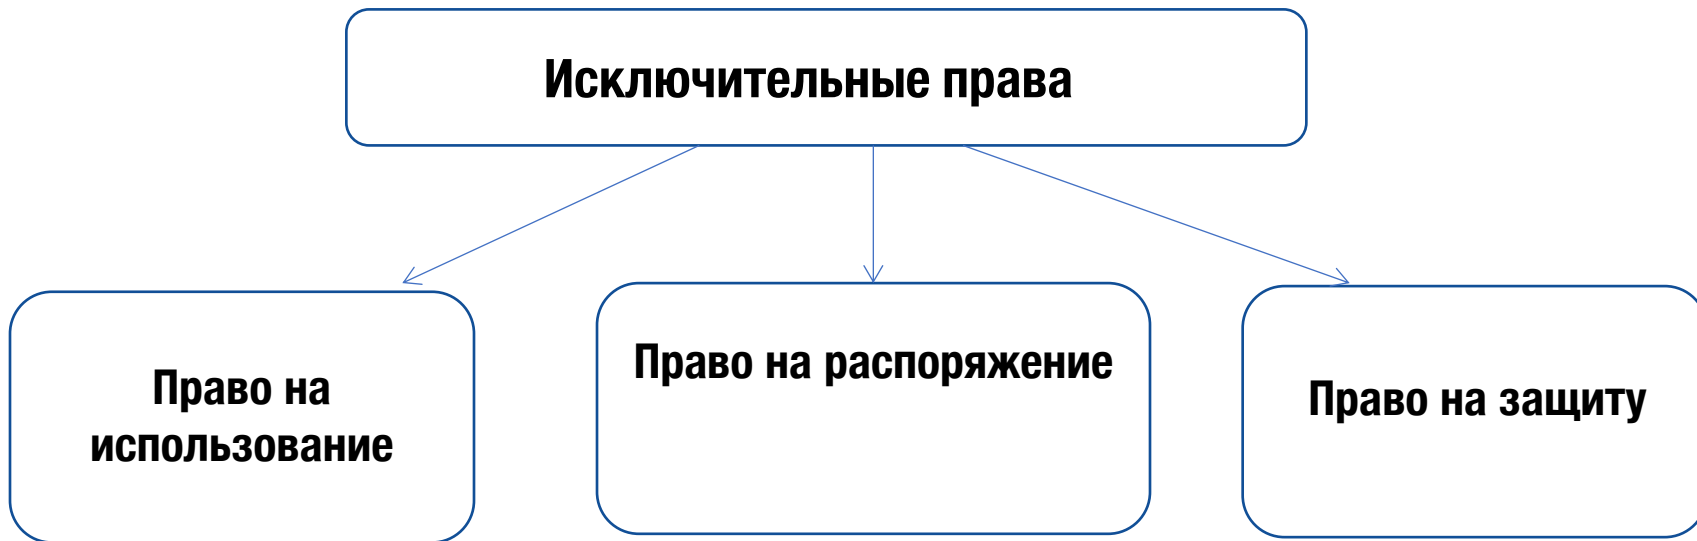 Исключительные права
Право на
использование
Право на распоряжение
Право на защиту